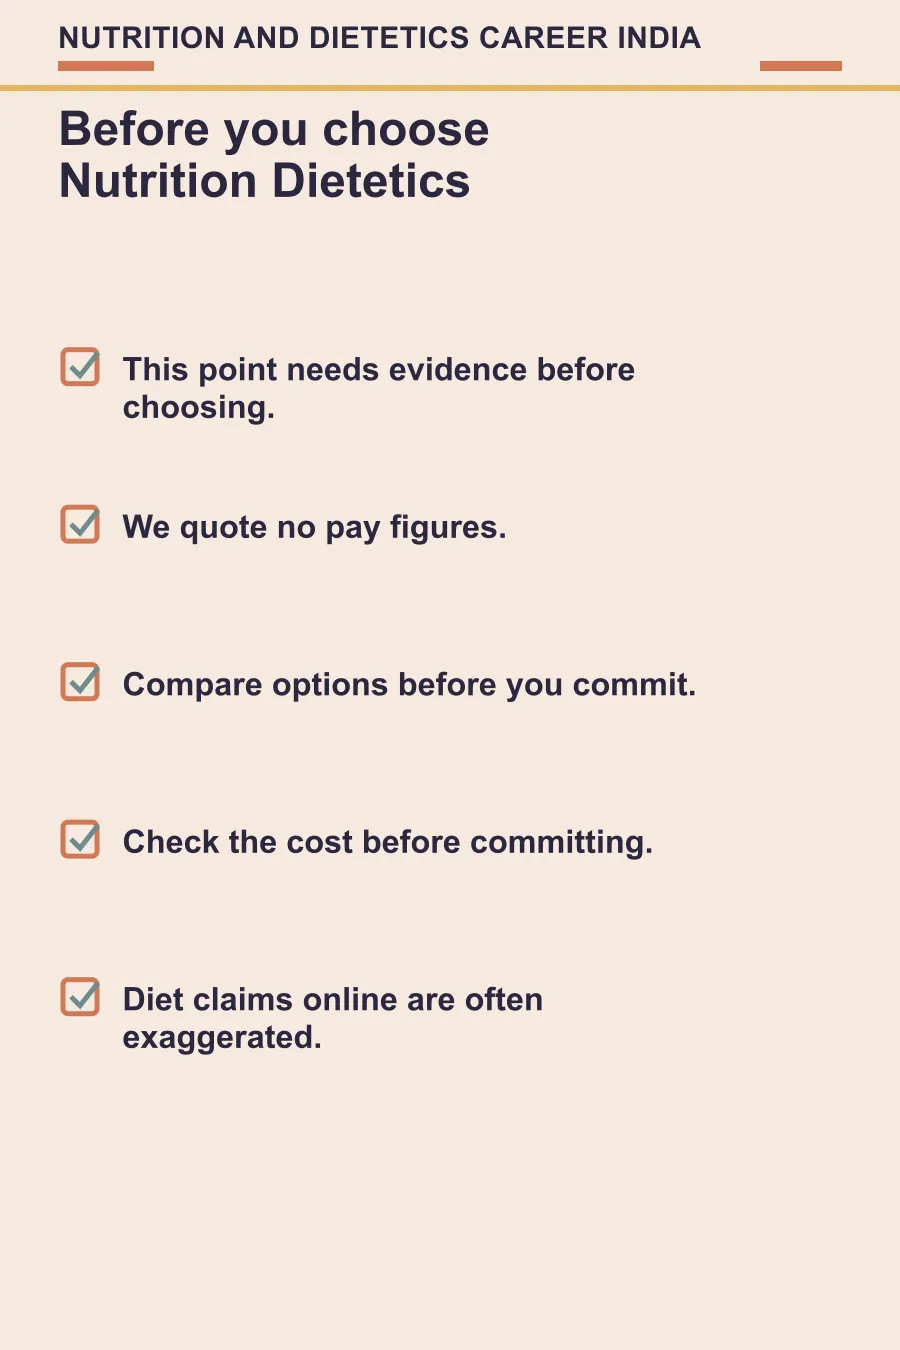 NUTRITION AND DIETETICS CAREER INDIA
Before you choose
Nutrition Dietetics
This point needs evidence before
choosing.
We quote no pay figures.
Compare options before you commit.
Check the cost before committing.
Diet claims online are often
exaggerated.